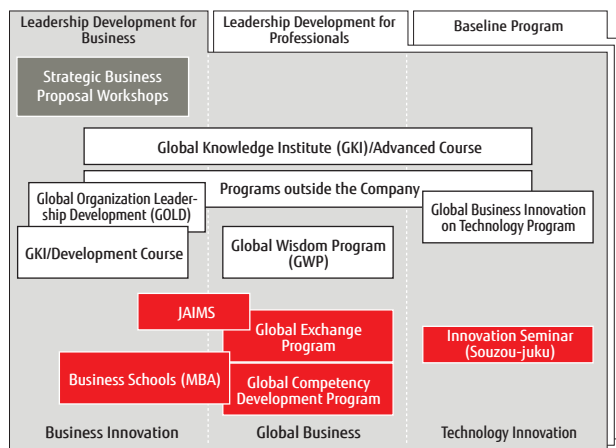 Leadership Development for
Business
Leadership Development for
Professionals
Baseline Program
Strategic Business
Proposal Workshops
Global Knowledge Institute (GKI)/Advanced Course
Programs outside the Company
Global Organization Leader-
ship Development (GOLD)
Global Business Innovation
on Technology Program
GKI/Development Course
Global Wisdom Program
(GWP)
JAIMS
Global Exchange
Program
Innovation Seminar
(Souzou-juku)
Business Schools (MBA)
Global Competency
Development Program
Business Innovation
Global Business
Technology Innovation